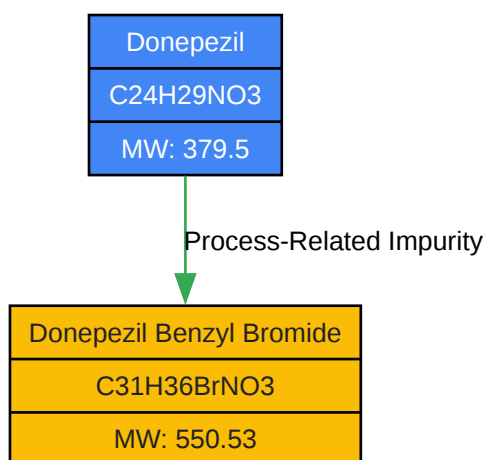 Donepezil
C24H29NO3
MW: 379.5
Process-Related Impurity
Donepezil Benzyl Bromide
C31H36BrNO3
MW: 550.53